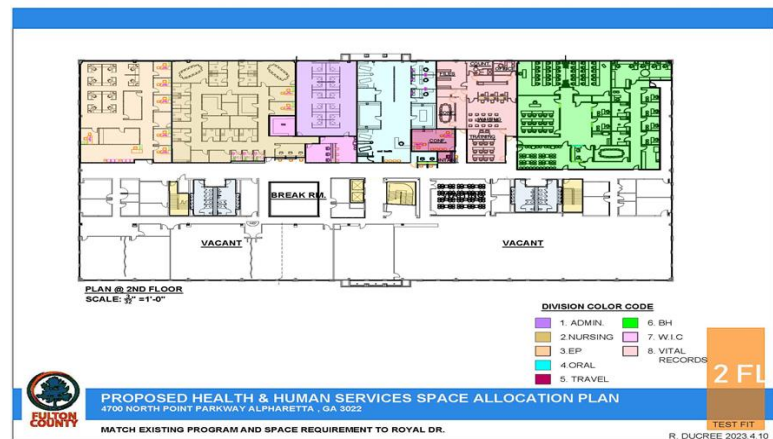 CONF.
TRAINING
BREAK RM.
VACANT
VACANT
PLAN @ 2ND FLOOR
SCALE: 3/32" =1'-0"
DIVISION COLOR CODE
1. ADMIN.
2.NURSING
3.EP
4.ORAL
5. TRAVEL
6. BH
7. W.I.C
8. VITAL
RECORDS
2 FL
TEST FIT
FULTON
COUNTY
PROPOSED HEALTH & HUMAN SERVICES SPACE ALLOCATION PLAN
4700 NORTH POINT PARKWAY ALPHARETTA , GA 3022
MATCH EXISTING PROGRAM AND SPACE REQUIREMENT TO ROYAL DR.
R. DUCREE 2023.4.10